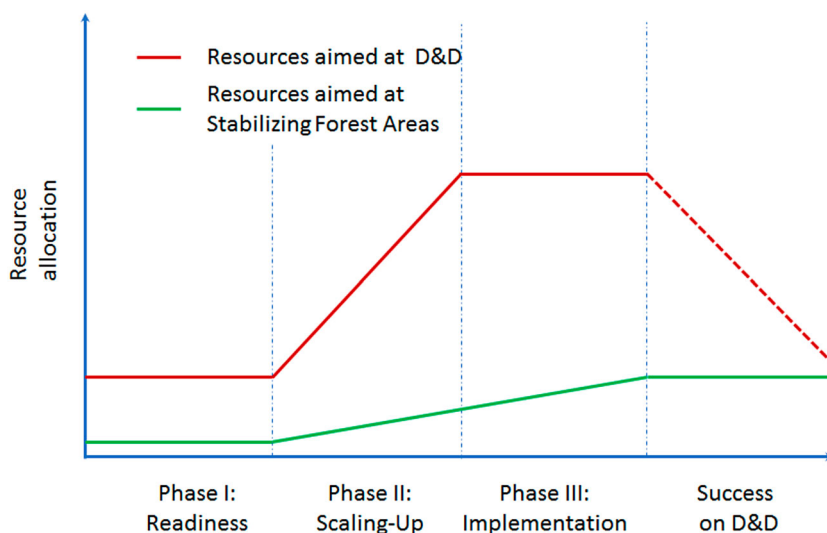 Resources aimed at D&D
Resources aimed at
Stabilizing Forest Areas
Resource
allocation
Phase I:
Readiness
Phase II:
Scaling-Up
Phase III:
Implementation
Success
on D&D